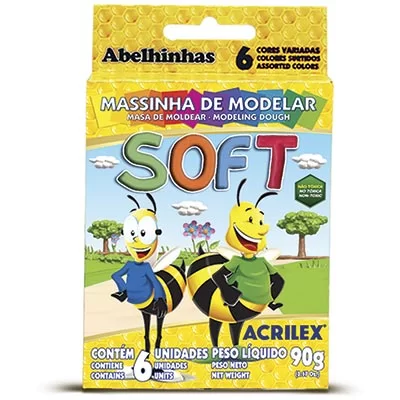 Abelhinhas
6 CORES VARIADAS
COLORES SURTIDOS
ASSORTED COLORS
MASSINHA DE MODELAR
MASA DE MOLDEAR - MODELING DOUGH
SOFT
NÃO TÓXICO
NO TÓXICA
NON-TOXIC
ACRILEX®
CONTÉM 6 UNIDADES PESO LÍQUIDO 90g
CONTIENE UNIDADES PESO NETO
CONTAINS UNITS NET WEIGHT